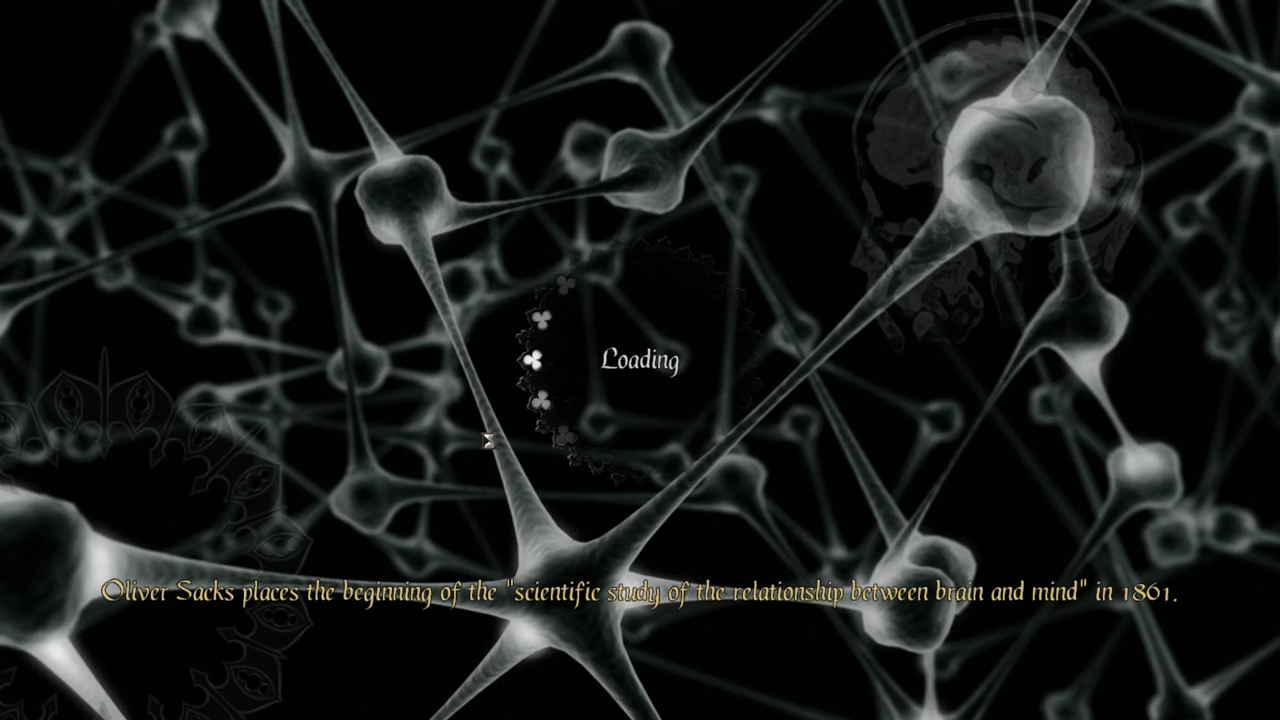 Loading
Oliver Sacks places the beginning of the "scientific study of the relationship between brain and mind" in 1861.